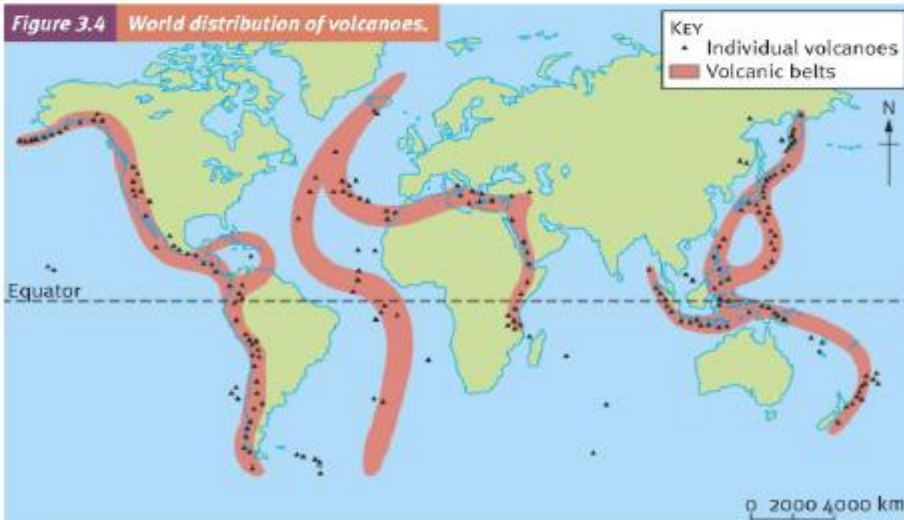 Figure 3.4 World distribution of volcanoes.
KEY
Individual volcanoes
Volcanic belts
N
Equator
0 2000 4000 km